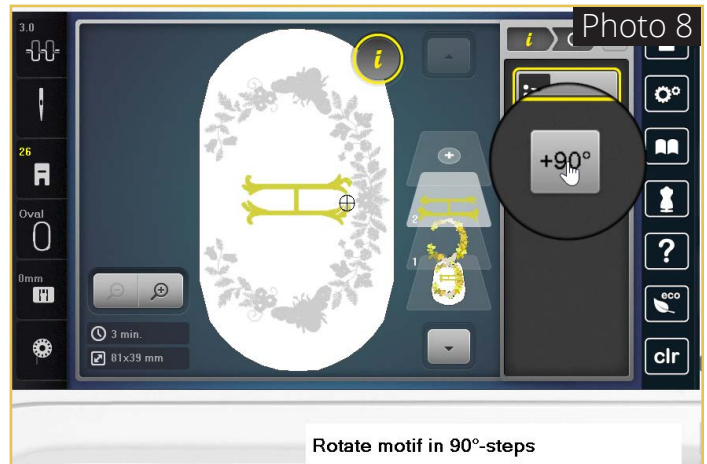 Photo 8
3.0
i
i
26
+90°
Oval
2
?
0mm
1
eco
3 min.
81x39 mm
clr
Rotate motif in 90°-steps